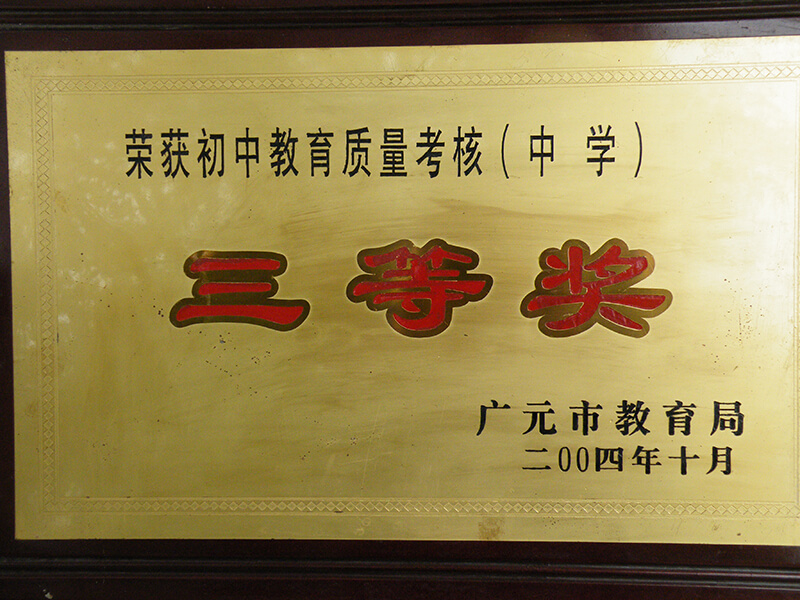 荣获初中教育质量考核（中学）
三等奖
广元市教育局
二00四年十月